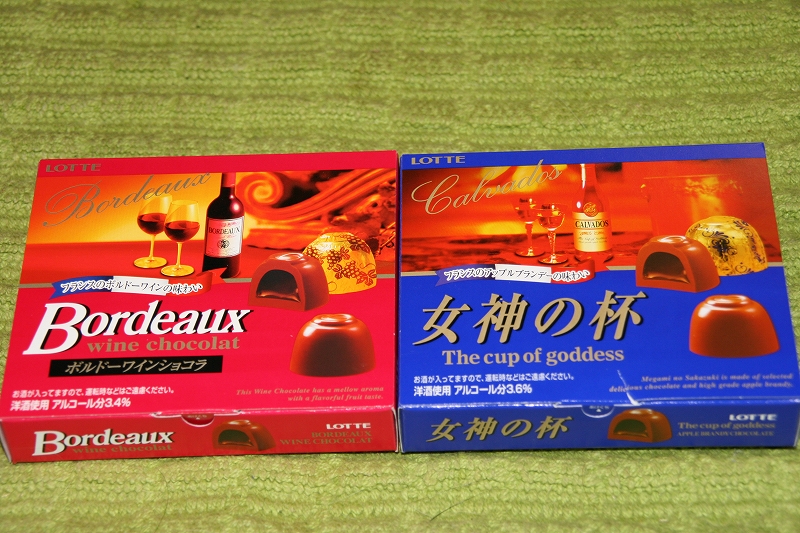 LOTTE
Bordeaux
BORDEAUX
フランスのボルドーワインの味わい
Bordeaux
wine chocolat
ボルドーワインショコラ
お酒が入ってますので、運転時などはご遠慮ください。
洋酒使用 アルコール分3.4%
This Wine Chocolate has a mellow aroma
with a flavorful fruit taste.
Bordeaux
wine chocolat
LOTTE
BORDEAUX
WINE CHOCOLAT
LOTTE
Calvados
CALVADOS
フランスのアップルブランデーの味わい
女神の杯
The cup of goddess
お酒が入ってますので、運転時などはご遠慮ください。
洋酒使用 アルコール分3.6%
Megami no Sakazuki is made of selected
delicious chocolate and high grade apple brandy.
女神の杯
LOTTE
The cup of goddess
APPLE BRANDY CHOCOLATE